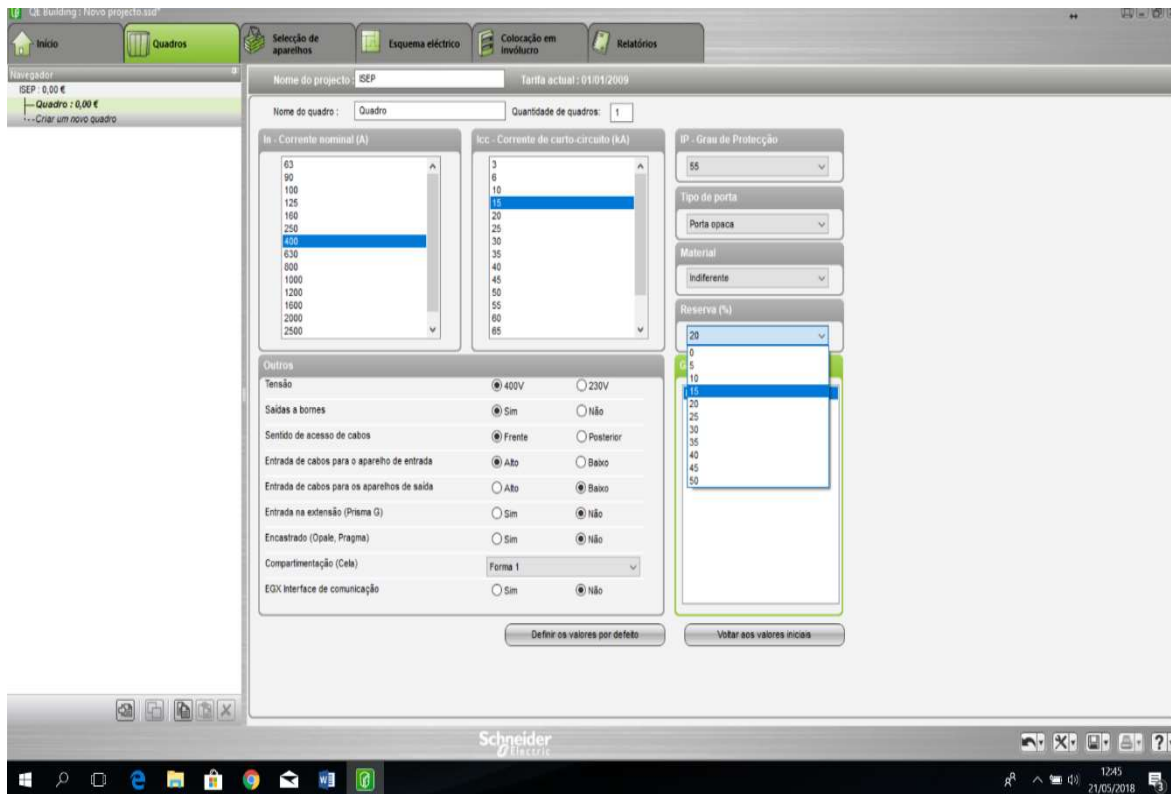 QE Building : Novo projecto.ssd*
Início
Quadros
Selecção de aparelhos
Esquema eléctrico
Colocação em invólucro
Relatórios
Navegador
ISEP : 0,00 €
Quadro : 0,00 €
Criar um novo quadro
Nome do projecto : ISEP
Tarifa actual : 01/01/2009
Nome do quadro : Quadro
Quantidade de quadros: 1
In - Corrente nominal (A)
63
90
100
125
160
250
400
630
800
1000
1200
1600
2000
2500
Icc - Corrente de curto-circuito (kA)
3
6
10
15
20
25
30
35
40
45
50
55
60
65
IP - Grau de Protecção
55
Tipo de porta
Porta opaca
Material
Indiferente
Reserva (%)
20
0
5
10
15
20
25
30
35
40
45
50
G
Outros
Tensão 400V 230V
Saídas a bornes Sim Não
Sentido de acesso de cabos Frente Posterior
Entrada de cabos para o aparelho de entrada Alto Baixo
Entrada de cabos para os aparelhos de saída Alto Baixo
Entrada na extensão (Prisma G) Sim Não
Encastrado (Opale, Pragma) Sim Não
Compartimentação (Cela) Forma 1
EGX Interface de comunicação Sim Não
Definir os valores por defeito
Voltar aos valores iniciais
Schneider
Electric
12:45
21/05/2018